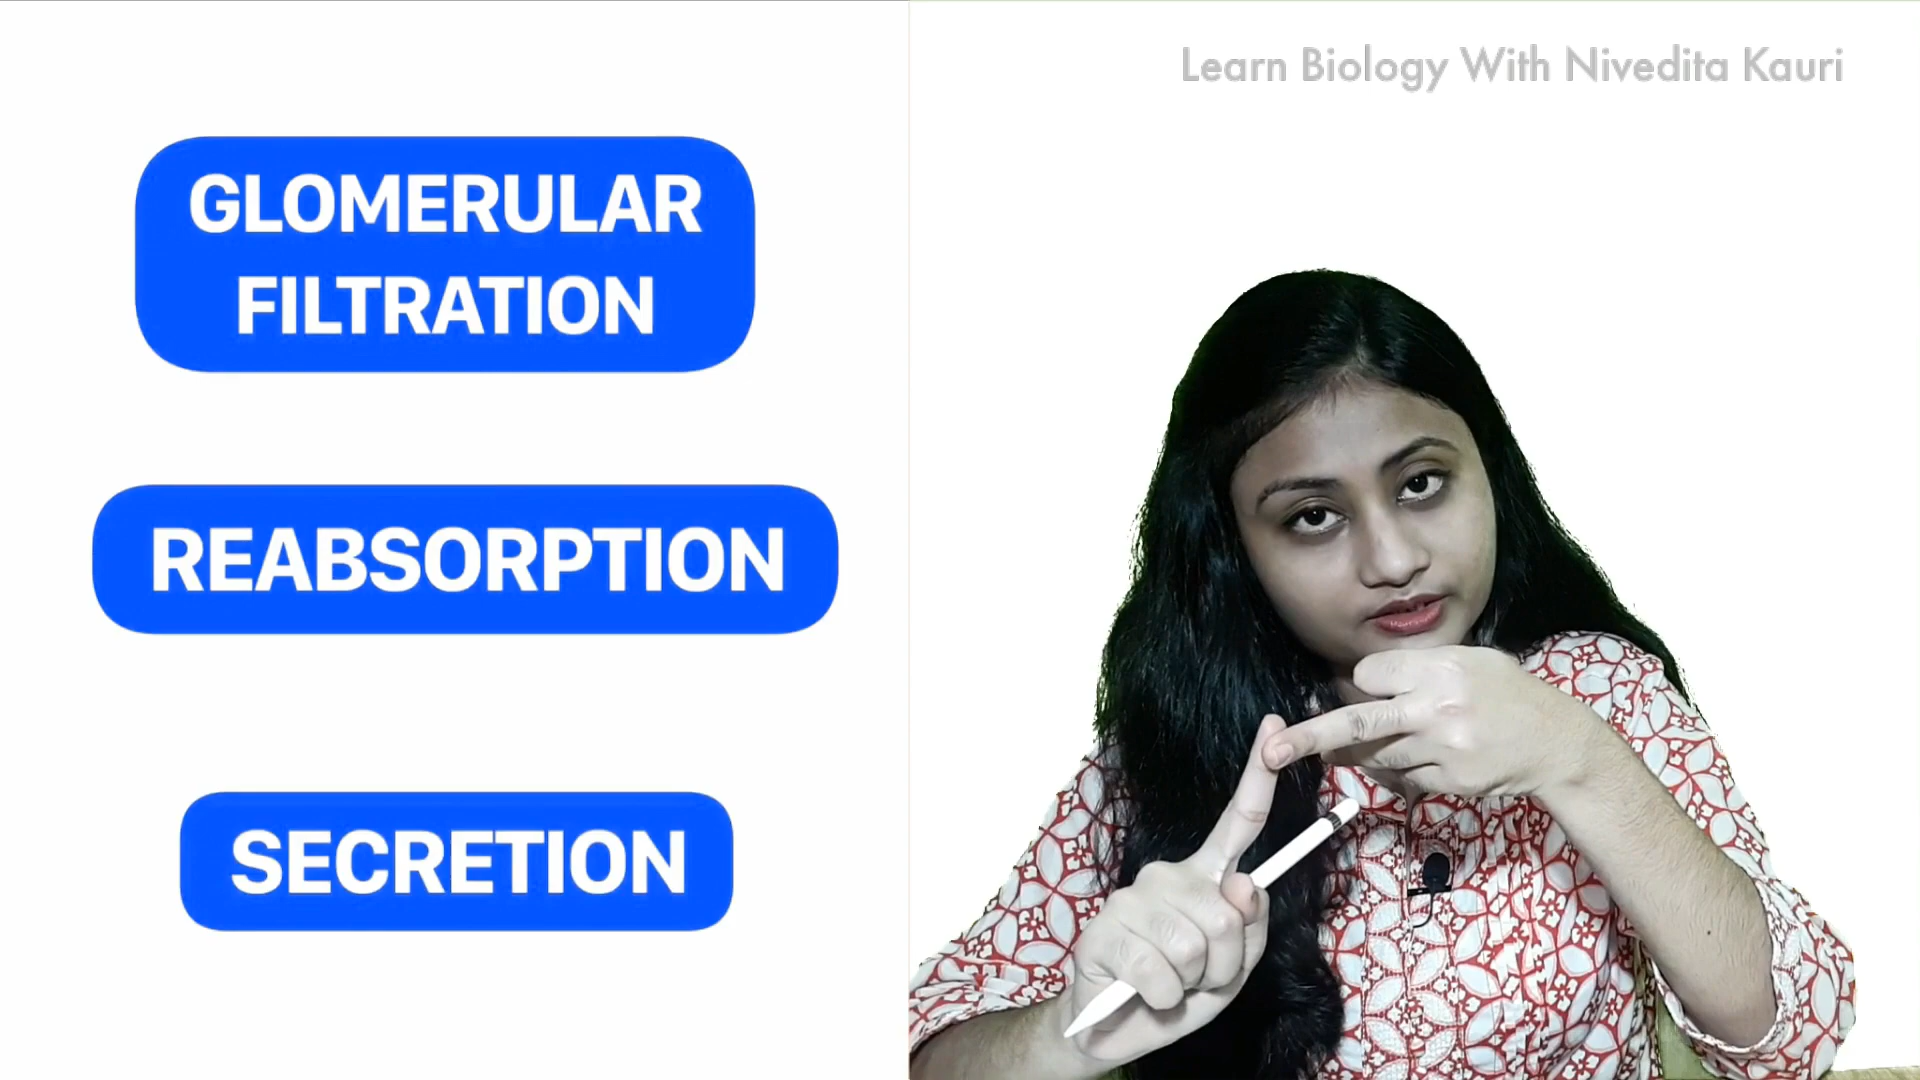 Learn Biology With Nivedita Kauri
GLOMERULAR
FILTRATION
REABSORPTION
SECRETION